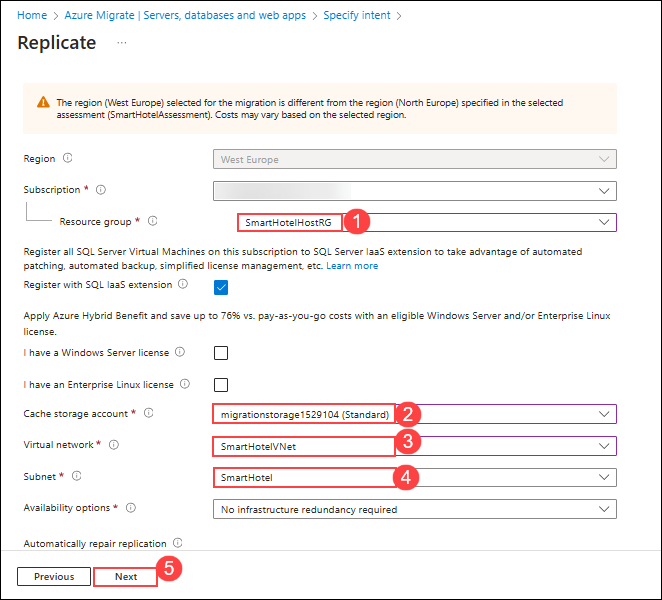 Home > Azure Migrate | Servers, databases and web apps > Specify intent >
Replicate ...
The region (West Europe) selected for the migration is different from the region (North Europe) specified in the selected
assessment (SmartHotelAssessment). Costs may vary based on the selected region.
Region West Europe
Subscription *
Resource group * SmartHotelHostRG 1
Register all SQL Server Virtual Machines on this subscription to SQL Server IaaS extension to take advantage of automated
patching, automated backup, simplified license management, etc. Learn more
Register with SQL IaaS extension
Apply Azure Hybrid Benefit and save up to 76% vs. pay-as-you-go costs with an eligible Windows Server and/or Enterprise Linux
license.
I have a Windows Server license
I have an Enterprise Linux license
Cache storage account * migrationstorage1529104 (Standard) 2
Virtual network * SmartHotelVNet 3
Subnet * SmartHotel 4
Availability options * No infrastructure redundancy required
Automatically repair replication
Previous Next 5